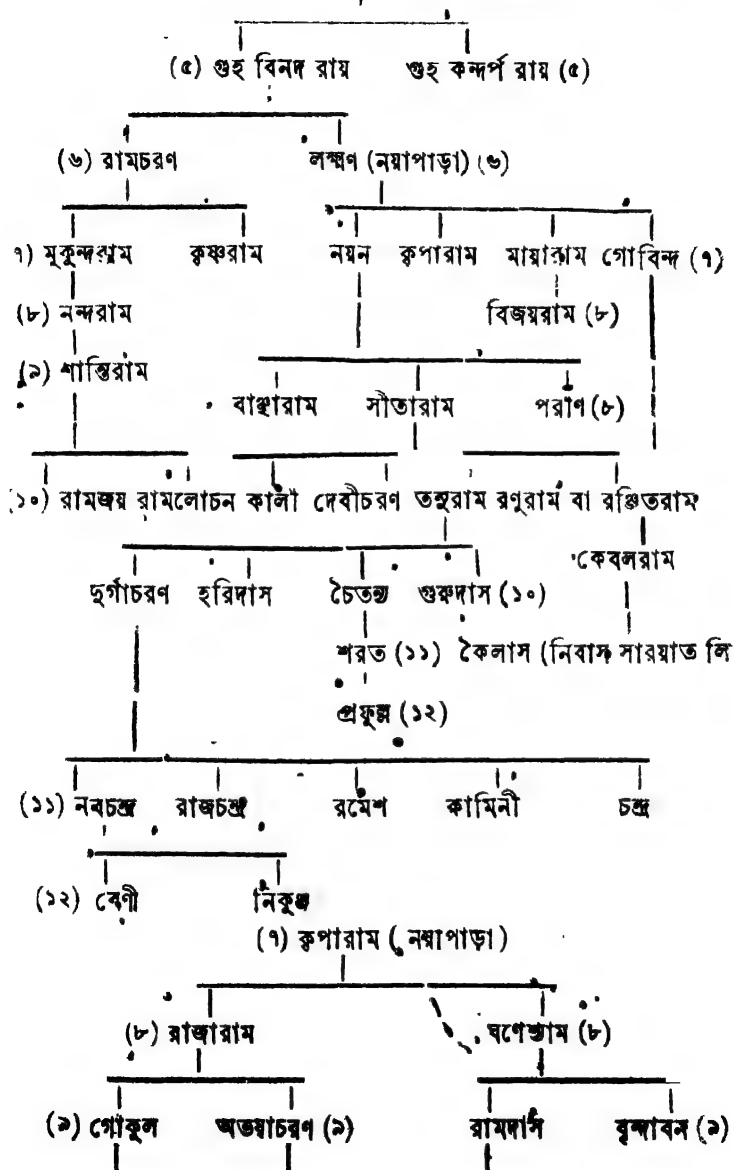 (৫) গুহ বিনদ রায় গুহ কন্দর্প রায় (৫)
(৬) রামচরণ লক্ষ্মণ (নয়াপাড়া) (৬)
৭) মুকুন্দরাম কৃষ্ণরাম নয়ন কৃপারাম মায়ারাম গোবিন্দ (৭)
(৮) নন্দরাম বিজয়রাম (৮)
(৯) শান্তিরাম
বাঞ্ছারাম সীতারাম পরাণ (৮)
(১০) রামজয় রামলোচন কালী দেবীচরণ তনুরাম রণুরাম বা রঞ্জিতরাম
কেবলরাম
দুর্গাচরণ হরিদাস চৈতন্য গুরুদাস (১০)
শরত (১১) কৈলাস (নিবাস সারয়াত লি
প্রফুল্ল (১২)
(১১) নবচন্দ্র রাজচন্দ্র রমেশ কামিনী চন্দ্র
(১২) বেণী নিকুঞ্জ
(৭) কৃপারাম (নয়াপাড়া)
(৮) রাজারাম ঘণেশ্যাম (৮)
(৯) গোকুল অভয়াচরণ (৯) রামদাস বৃন্দাবন (৯)